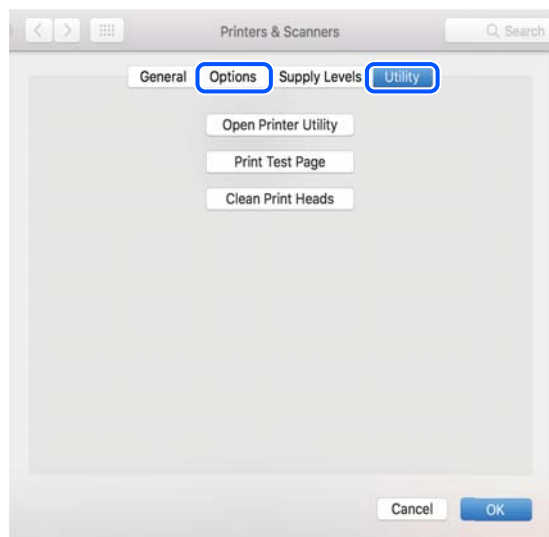 Printers & Scanners Search
General Options Supply Levels Utility
Open Printer Utility
Print Test Page
Clean Print Heads
Cancel OK